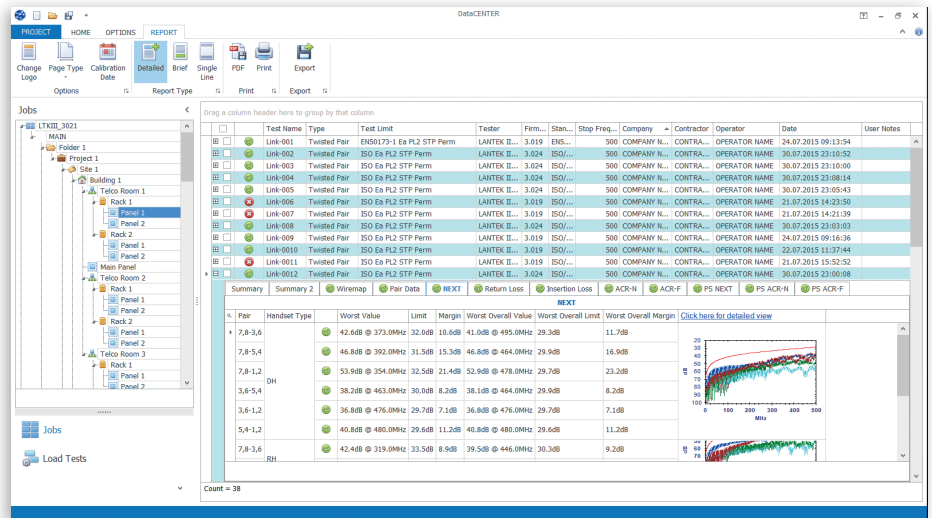 DataCENTER
PROJECT HOME OPTIONS REPORT
Change Logo Page Type Calibration Date Detailed Brief Single Line PDF Print Export
Options Report Type Print Export
Jobs
LTKIII_3021
MAIN
Folder 1
Project 1
Site 1
Building 1
Telco Room 1
Rack 1
Panel 1
Panel 2
Rack 2
Panel 1
Panel 2
Main Panel
Telco Room 2
Rack 1
Panel 1
Panel 2
Rack 2
Panel 1
Panel 2
Telco Room 3
Rack 1
Panel 1
Panel 2
Jobs
Load Tests
Drag a column header here to group by that column
Test Name Type Test Limit Tester Firm... Stan... Stop Freq... Company Contractor Operator Date User Notes
Link-001 Twisted Pair EN50173-1 Ea PL2 STP Perm LANTEK II... 3.019 ENS... 500 COMPANY N... CONTRA... OPERATOR NAME 24.07.2015 09:13:54
Link-002 Twisted Pair ISO Ea PL2 STP Perm LANTEK II... 3.024 ISO/... 500 COMPANY N... CONTRA... OPERATOR NAME 30.07.2015 23:10:52
Link-003 Twisted Pair ISO Ea PL2 STP Perm LANTEK II... 3.024 ISO/... 500 COMPANY N... CONTRA... OPERATOR NAME 30.07.2015 23:10:00
Link-004 Twisted Pair ISO Ea PL2 STP Perm LANTEK II... 3.024 ISO/... 500 COMPANY N... CONTRA... OPERATOR NAME 30.07.2015 23:08:14
Link-005 Twisted Pair ISO Ea PL2 STP Perm LANTEK II... 3.024 ISO/... 500 COMPANY N... CONTRA... OPERATOR NAME 30.07.2015 23:05:43
Link-006 Twisted Pair ISO Ea PL2 STP Perm LANTEK II... 3.019 ISO/... 500 COMPANY N... CONTRA... OPERATOR NAME 21.07.2015 14:23:50
Link-007 Twisted Pair ISO Ea PL2 STP Perm LANTEK II... 3.019 ISO/... 500 COMPANY N... CONTRA... OPERATOR NAME 21.07.2015 14:21:39
Link-008 Twisted Pair ISO Ea PL2 STP Perm LANTEK II... 3.024 ISO/... 500 COMPANY N... CONTRA... OPERATOR NAME 30.07.2015 23:03:03
Link-009 Twisted Pair ISO Ea PL2 STP Perm LANTEK II... 3.019 ISO/... 500 COMPANY N... CONTRA... OPERATOR NAME 24.07.2015 09:16:36
Link-0010 Twisted Pair ISO Ea PL2 STP Perm LANTEK II... 3.019 ISO/... 500 COMPANY N... CONTRA... OPERATOR NAME 22.07.2015 11:37:44
Link-0011 Twisted Pair ISO Ea PL2 STP Perm LANTEK II... 3.019 ISO/... 500 COMPANY N... CONTRA... OPERATOR NAME 21.07.2015 15:52:52
Link-0012 Twisted Pair ISO Ea PL2 STP Perm LANTEK II... 3.024 ISO/... 500 COMPANY N... CONTRA... OPERATOR NAME 30.07.2015 23:00:08
Summary Summary 2 Wiremap Pair Data NEXT Return Loss Insertion Loss ACR-N ACR-F PS NEXT PS ACR-N PS ACR-F
NEXT
Pair Handset Type Worst Value Limit Margin Worst Overall Value Worst Overall Limit Worst Overall Margin Click here for detailed view
7,8-3,6 42.6dB @ 373.0MHz 32.0dB 10.6dB 41.0dB @ 495.0MHz 29.3dB 11.7dB
7,8-5,4 46.8dB @ 392.0MHz 31.5dB 15.3dB 46.8dB @ 464.0MHz 29.9dB 16.9dB
7,8-1,2 53.9dB @ 354.0MHz 32.5dB 21.4dB 52.9dB @ 478.0MHz 29.7dB 23.2dB
DH
3,6-5,4 38.2dB @ 463.0MHz 30.0dB 8.2dB 38.1dB @ 464.0MHz 29.9dB 8.2dB
3,6-1,2 36.8dB @ 476.0MHz 29.7dB 7.1dB 36.8dB @ 476.0MHz 29.7dB 7.1dB
5,4-1,2 40.8dB @ 480.0MHz 29.6dB 11.2dB 40.8dB @ 480.0MHz 29.6dB 11.2dB
7,8-3,6 42.4dB @ 319.0MHz 33.5dB 8.9dB 39.5dB @ 446.0MHz 30.3dB 9.2dB
RH
20
30
40
50
60
70
80
90
100
dB
0 100 200 300 400 500
MHz
50
60
70
dB
Count = 38